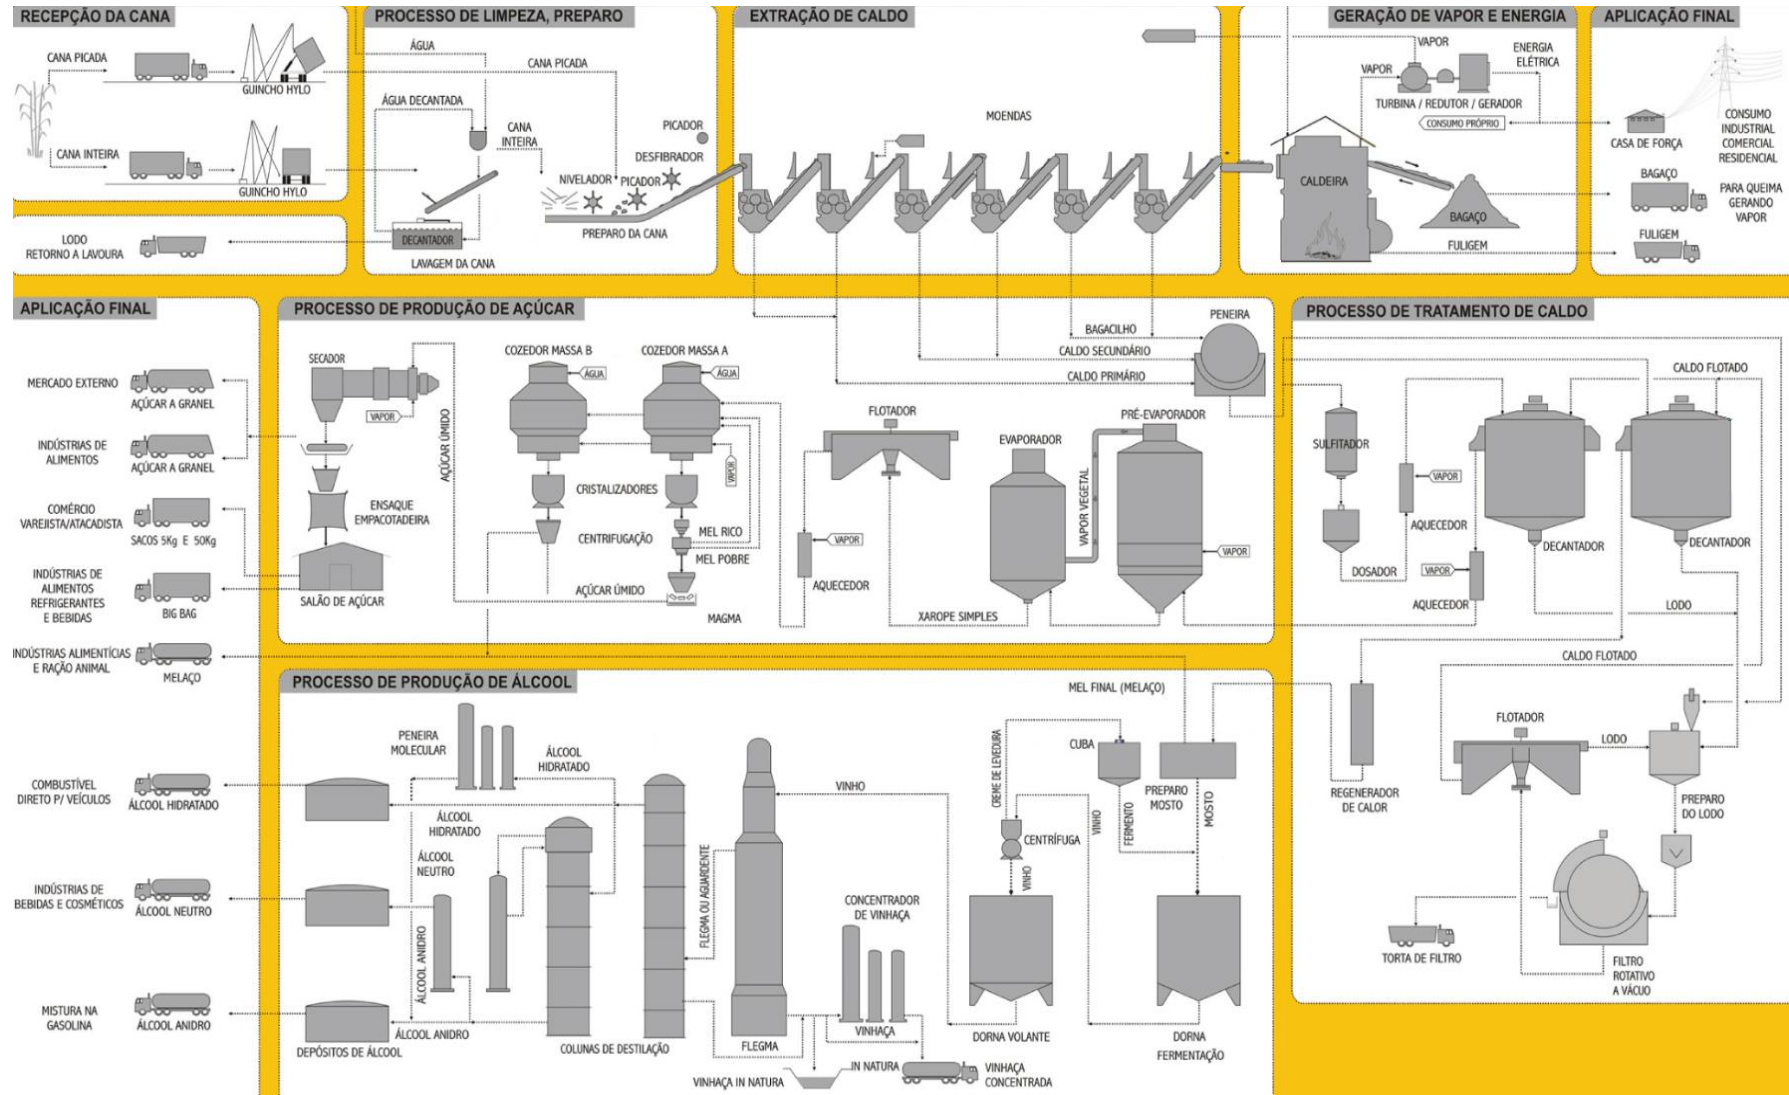 RECEPÇÃO DA CANA
CANA PICADA
GUINCHO HYLO
CANA INTEIRA
GUINCHO HYLO
LODO
RETORNO A LAVOURA
PROCESSO DE LIMPEZA, PREPARO
ÁGUA
CANA PICADA
ÁGUA DECANTADA
CANA
INTEIRA
PICADOR
DESFIBRADOR
NIVELADOR
PICADOR
PREPARO DA CANA
DECANTADOR
LAVAGEM DA CANA
EXTRAÇÃO DE CALDO
MOENDAS
GERAÇÃO DE VAPOR E ENERGIA
VAPOR
VAPOR
ENERGIA
ELÉTRICA
TURBINA / REDUTOR / GERADOR
CONSUMO PRÓPRIO
CALDEIRA
BAGAÇO
FULIGEM
APLICAÇÃO FINAL
CASA DE FORÇA
CONSUMO
INDUSTRIAL
COMERCIAL
RESIDENCIAL
BAGAÇO
PARA QUEIMA
GERANDO
VAPOR
FULIGEM
APLICAÇÃO FINAL
MERCADO EXTERNO
AÇÚCAR A GRANEL
INDÚSTRIAS DE
ALIMENTOS
AÇÚCAR A GRANEL
COMÉRCIO
VAREJISTA/ATACADISTA
SACOS 5Kg E 50Kg
INDÚSTRIAS DE
ALIMENTOS
REFRIGERANTES
E BEBIDAS
BIG BAG
INDÚSTRIAS ALIMENTÍCIAS
E RAÇÃO ANIMAL
MELAÇO
COMBUSTÍVEL
DIRETO P/ VEÍCULOS
ÁLCOOL HIDRATADO
INDÚSTRIAS DE
BEBIDAS E COSMÉTICOS
ÁLCOOL NEUTRO
MISTURA NA
GASOLINA
ÁLCOOL ANIDRO
PROCESSO DE PRODUÇÃO DE AÇÚCAR
SECADOR
VAPOR
AÇÚCAR ÚMIDO
ENSAQUE
EMPACOTADEIRA
SALÃO DE AÇÚCAR
COZEDOR MASSA B
ÁGUA
COZEDOR MASSA A
ÁGUA
VAPOR
CRISTALIZADORES
CENTRIFUGAÇÃO
MEL RICO
MEL POBRE
AÇÚCAR ÚMIDO
MAGMA
FLOTADOR
VAPOR
AQUECEDOR
EVAPORADOR
VAPOR VEGETAL
PRÉ-EVAPORADOR
VAPOR
XAROPE SIMPLES
BAGACILHO
CALDO SECUNDÁRIO
CALDO PRIMÁRIO
PENEIRA
PROCESSO DE TRATAMENTO DE CALDO
CALDO FLOTADO
SULFITADOR
VAPOR
AQUECEDOR
DOSADOR
VAPOR
AQUECEDOR
DECANTADOR
DECANTADOR
LODO
CALDO FLOTADO
REGENERADOR
DE CALOR
FLOTADOR
LODO
PREPARO
DO LODO
TORTA DE FILTRO
FILTRO
ROTATIVO
A VÁCUO
PROCESSO DE PRODUÇÃO DE ÁLCOOL
PENEIRA
MOLECULAR
ÁLCOOL
HIDRATADO
ÁLCOOL
HIDRATADO
ÁLCOOL
NEUTRO
ÁLCOOL ANIDRO
ÁLCOOL ANIDRO
DEPÓSITOS DE ÁLCOOL
COLUNAS DE DESTILAÇÃO
FLEGMA OU AGUARDENTE
FLEGMA
VINHO
CONCENTRADOR
DE VINHAÇA
VINHAÇA
VINHAÇA IN NATURA
IN NATURA
VINHAÇA
CONCENTRADA
MEL FINAL (MELAÇO)
CREME DE LEVEDURA
CUBA
FERMENTO
PREPARO
MOSTO
MOSTO
CENTRÍFUGA
VINHO
VINHO
DORNA VOLANTE
DORNA
FERMENTAÇÃO